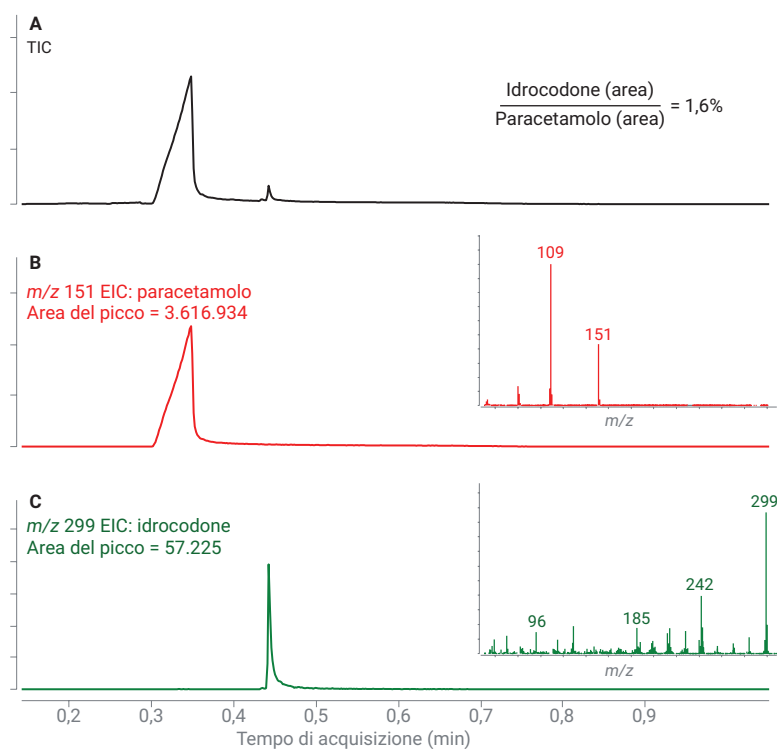 A
TIC
Idrocodone (area)
Paracetamolo (area)
= 1,6%
B
m/z 151 EIC: paracetamolo
Area del picco = 3.616.934
109
151
m/z
C
m/z 299 EIC: idrocodone
Area del picco = 57.225
299
242
185
96
m/z
0,2 0,3 0,4 0,5 0,6 0,7 0,8 0,9
Tempo di acquisizione (min)